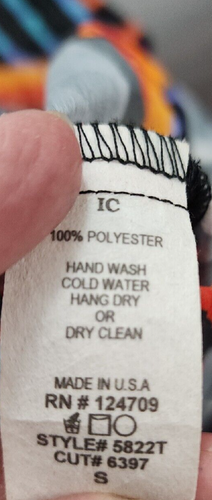 IC
100% POLYESTER
HAND WASH
COLD WATER
HANG DRY
OR
DRY CLEAN
MADE IN U.S.A
RN # 124709
STYLE# 5822T
CUT# 6397
S